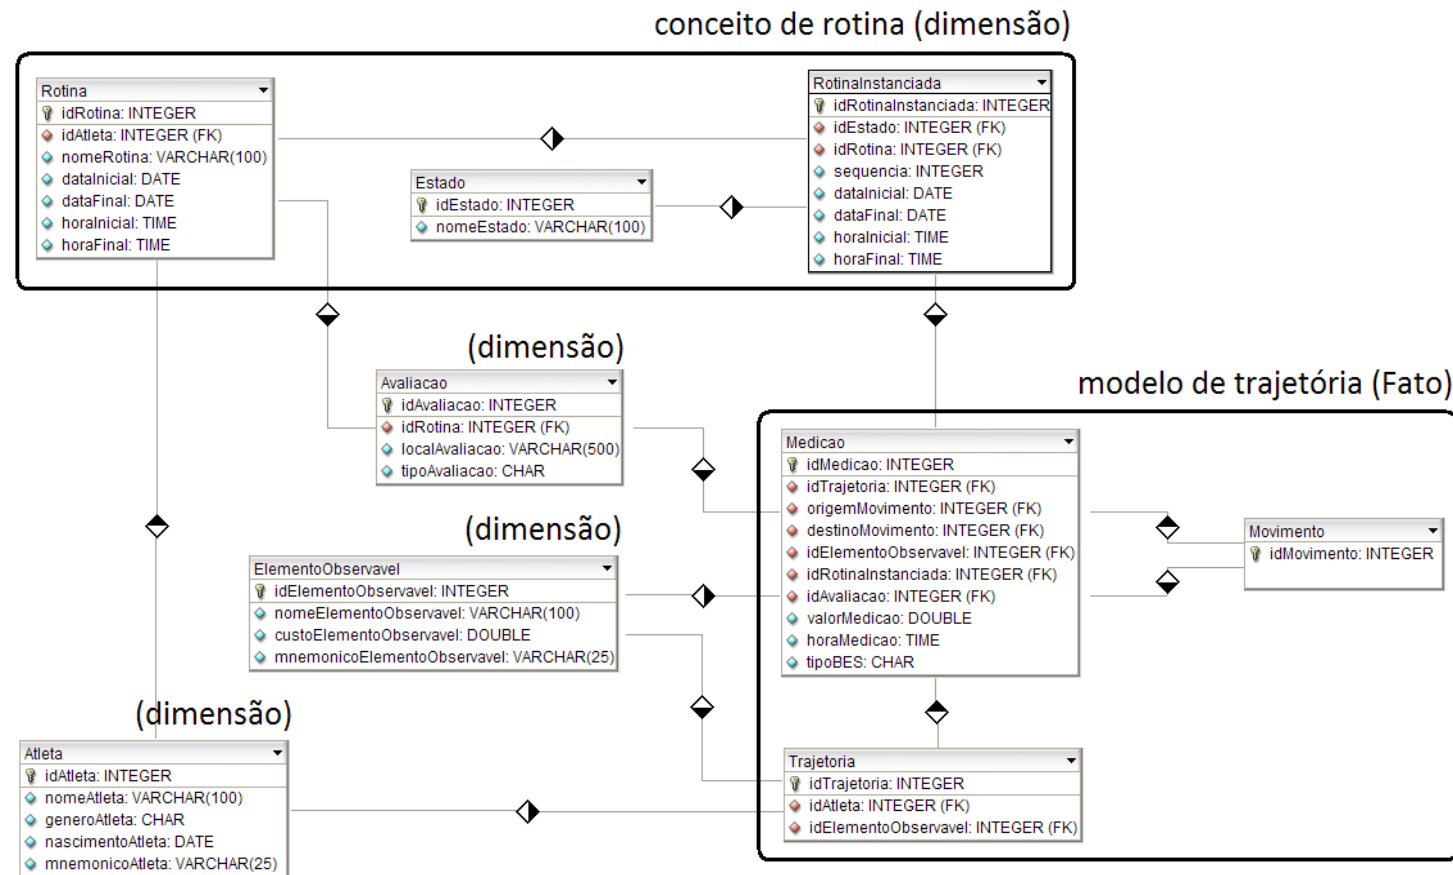 conceito de rotina (dimensão)
Rotina
idRotina: INTEGER
idAtleta: INTEGER (FK)
nomeRotina: VARCHAR(100)
dataInicial: DATE
dataFinal: DATE
horaInicial: TIME
horaFinal: TIME
Estado
idEstado: INTEGER
nomeEstado: VARCHAR(100)
RotinaInstanciada
idRotinaInstanciada: INTEGER
idEstado: INTEGER (FK)
idRotina: INTEGER (FK)
sequencia: INTEGER
dataInicial: DATE
dataFinal: DATE
horaInicial: TIME
horaFinal: TIME
(dimensão)
Avaliacao
idAvaliacao: INTEGER
idRotina: INTEGER (FK)
localAvaliacao: VARCHAR(500)
tipoAvaliacao: CHAR
modelo de trajetória (Fato)
Medicao
idMedicao: INTEGER
idTrajetoria: INTEGER (FK)
origemMovimento: INTEGER (FK)
destinoMovimento: INTEGER (FK)
idElementoObservavel: INTEGER (FK)
idRotinaInstanciada: INTEGER (FK)
idAvaliacao: INTEGER (FK)
valorMedicao: DOUBLE
horaMedicao: TIME
tipoBES: CHAR
Movimento
idMovimento: INTEGER
(dimensão)
ElementoObservavel
idElementoObservavel: INTEGER
nomeElementoObservavel: VARCHAR(100)
custoElementoObservavel: DOUBLE
mnemonicoElementoObservavel: VARCHAR(25)
(dimensão)
Atleta
idAtleta: INTEGER
nomeAtleta: VARCHAR(100)
generoAtleta: CHAR
nascimentoAtleta: DATE
mnemonicoAtleta: VARCHAR(25)
Trajetoria
idTrajetoria: INTEGER
idAtleta: INTEGER (FK)
idElementoObservavel: INTEGER (FK)